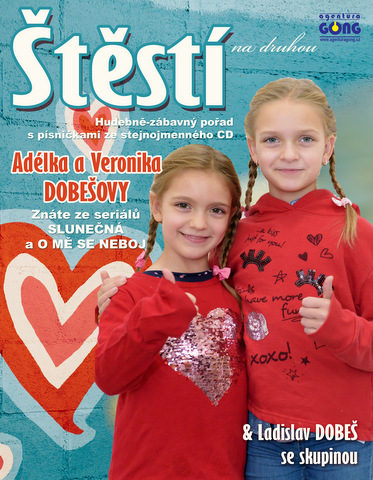 agentura
GONG
www.agenturagong.cz
Štěstí
na druhou
Hudebně-zábavný pořad
s písničkami ze stejnojmenného CD
Adélka a Veronika
DOBEŠOVY
Znáte ze seriálů
SLUNEČNÁ
a O MĚ SE NEBOJ
have more
fun
xoxo!
& Ladislav DOBEŠ
se skupinou